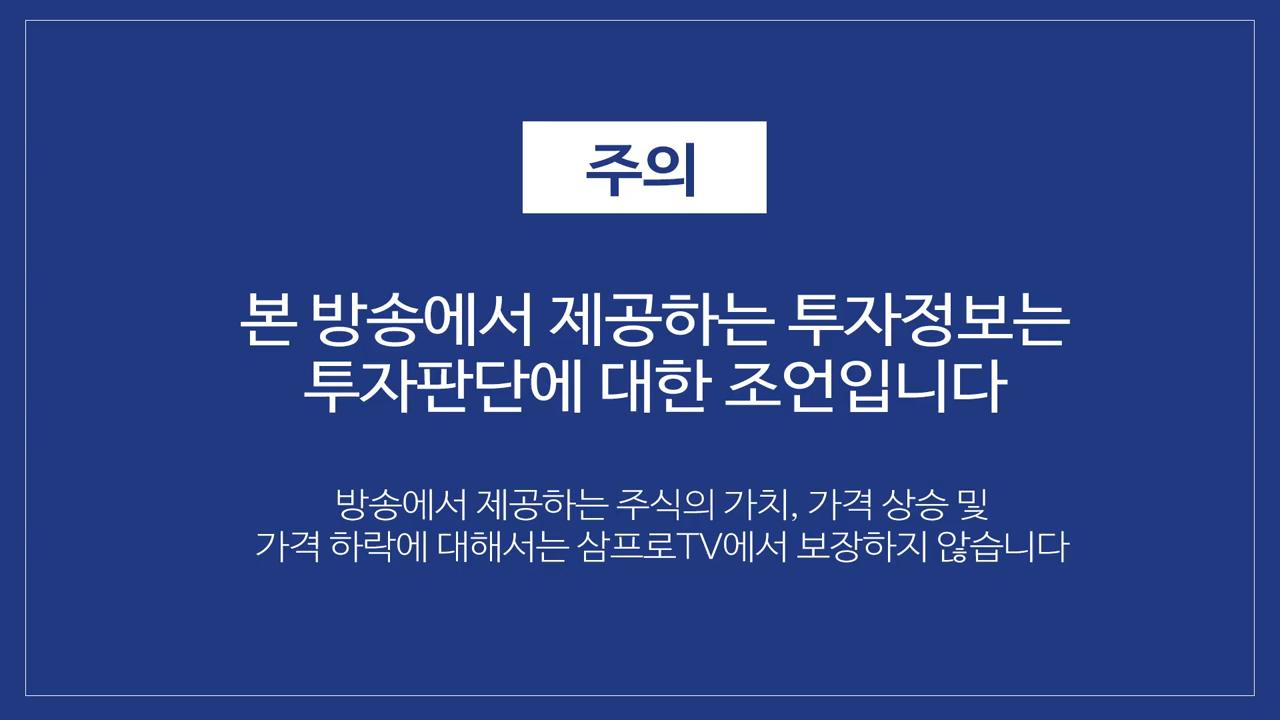 주의
본 방송에서 제공하는 투자정보는
투자판단에 대한 조언입니다
방송에서 제공하는 주식의 가치, 가격 상승 및
가격 하락에 대해서는 삼프로TV에서 보장하지 않습니다